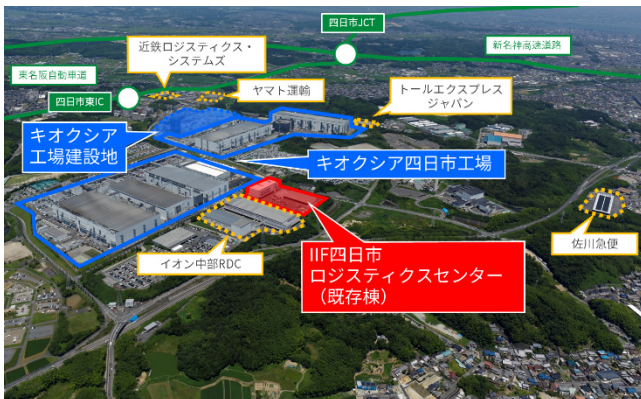 四日市JCT
近鉄ロジスティクス・
システムズ
新名神高速道路
東名阪自動車道
四日市東IC
ヤマト運輸
トールエクスプレス
ジャパン
キオクシア
工場建設地
キオクシア四日市工場
佐川急便
イオン中部RDC
IIF四日市
ロジスティクスセンター
（既存棟）